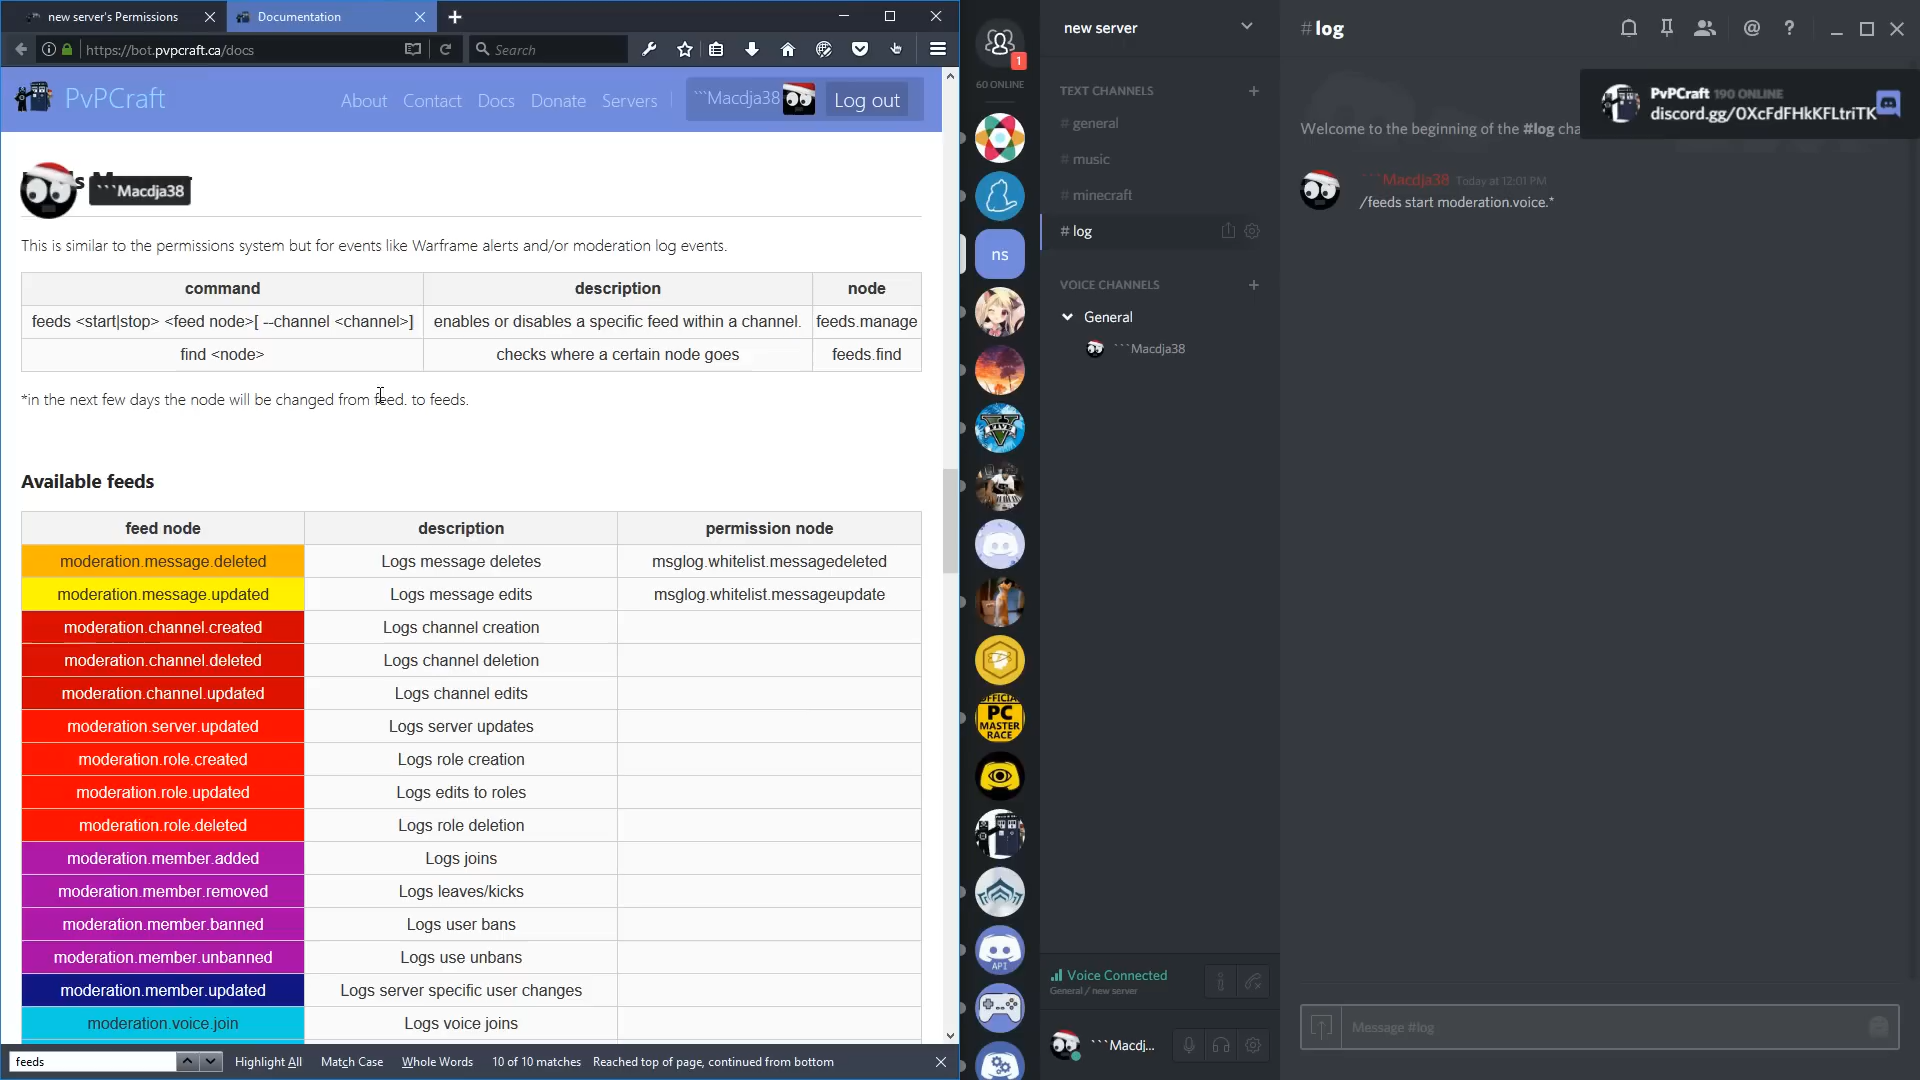 new server's Permissions
Documentation
https://bot.pvpcraft.ca/docs
Search
PvPCraft
About
Contact
Docs
Donate
Servers
```Macdja38
Log out
```Macdja38
This is similar to the permissions system but for events like Warframe alerts and/or moderation log events.
command description node
feeds <start|stop> <feed node>[ --channel <channel>] enables or disables a specific feed within a channel. feeds.manage
find <node> checks where a certain node goes feeds.find
*in the next few days the node will be changed from feed. to feeds.
Available feeds
feed node description permission node
moderation.message.deleted Logs message deletes msglog.whitelist.messagedeleted
moderation.message.updated Logs message edits msglog.whitelist.messageupdate
moderation.channel.created Logs channel creation
moderation.channel.deleted Logs channel deletion
moderation.channel.updated Logs channel edits
moderation.server.updated Logs server updates
moderation.role.created Logs role creation
moderation.role.updated Logs edits to roles
moderation.role.deleted Logs role deletion
moderation.member.added Logs joins
moderation.member.removed Logs leaves/kicks
moderation.member.banned Logs user bans
moderation.member.unbanned Logs use unbans
moderation.member.updated Logs server specific user changes
moderation.voice.join Logs voice joins
feeds
Highlight All
Match Case
Whole Words
10 of 10 matches
Reached top of page, continued from bottom
1
60 ONLINE
ns
FIVE
OFFICIAL
PC
MASTER
RACE
API
new server
TEXT CHANNELS
# general
# music
# minecraft
# log
VOICE CHANNELS
General
```Macdja38
Voice Connected
General / new server
```Macdj...
#log
PvPCraft 190 ONLINE
discord.gg/0XcFdFHkKFLtriTK
Welcome to the beginning of the #log cha
```Macdja38 Today at 12:01 PM
/feeds start moderation.voice.*
Message #log